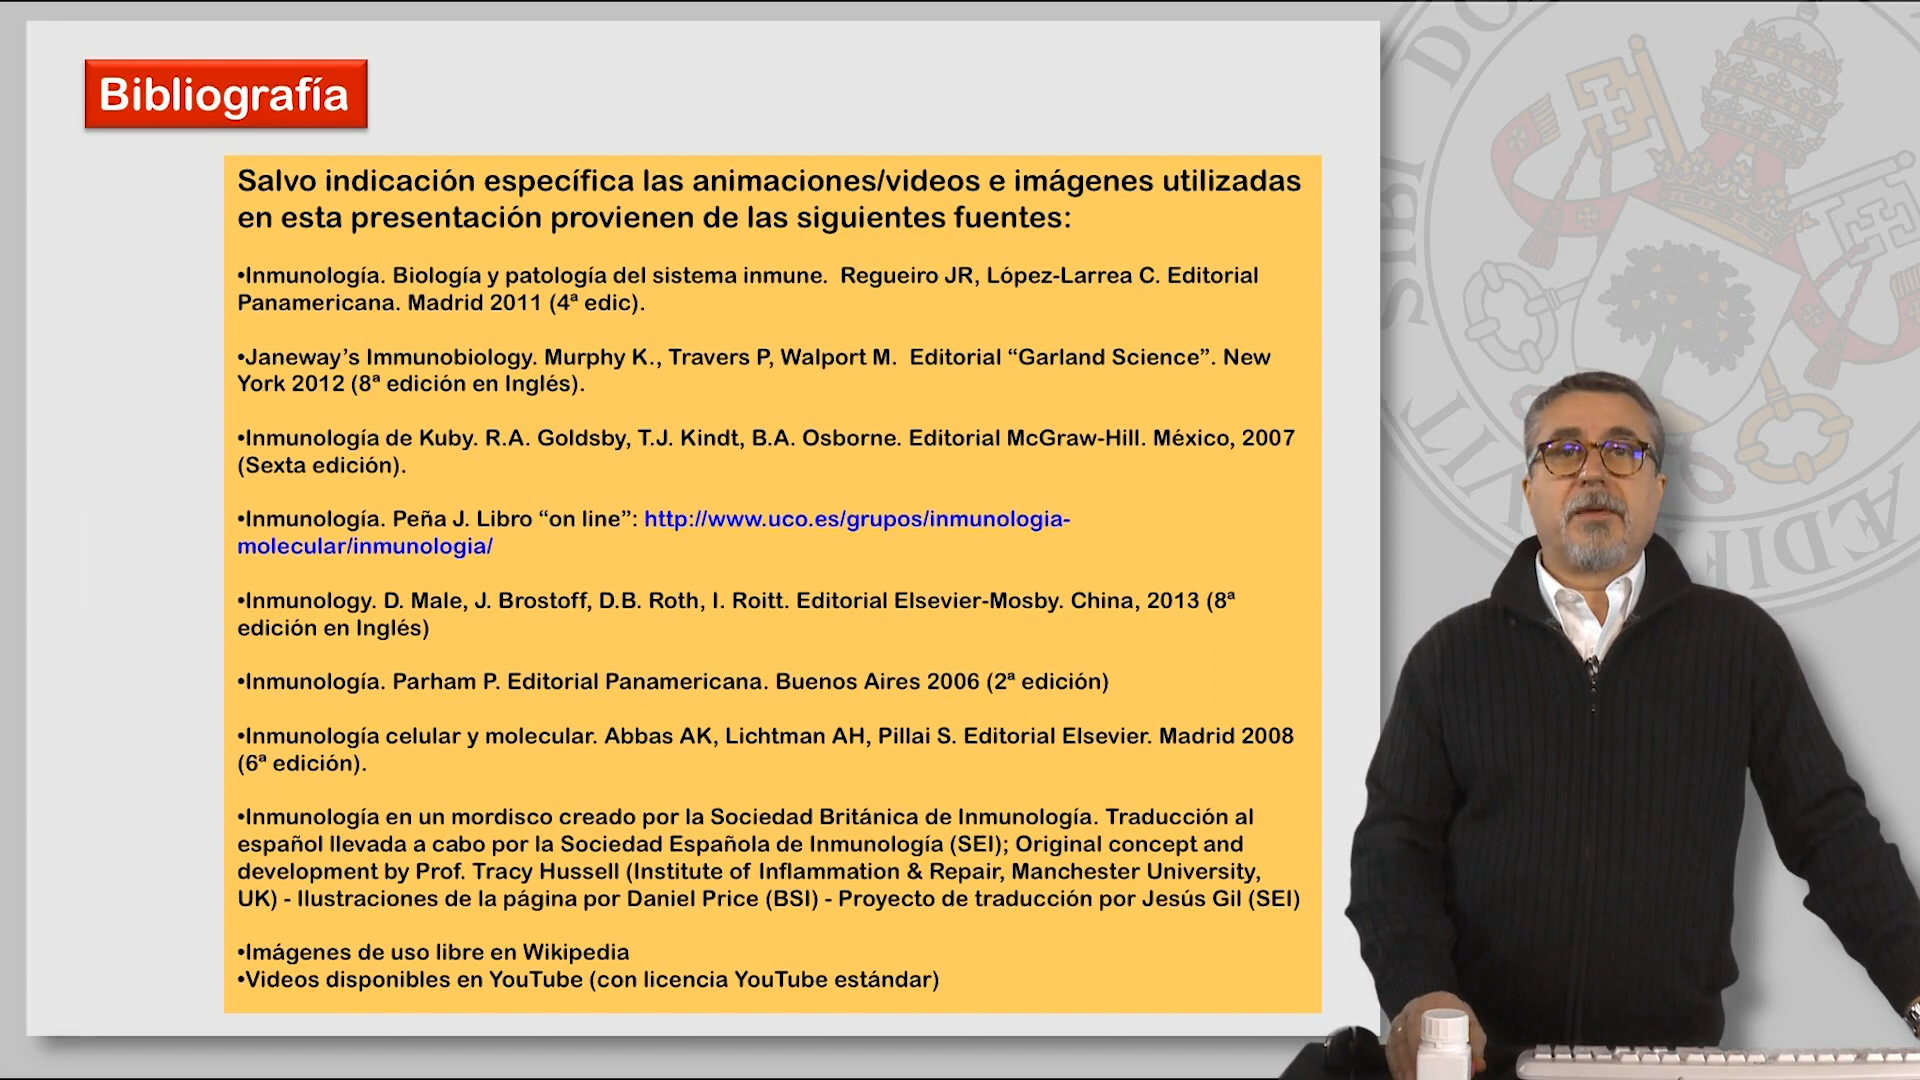 Bibliografía
Salvo indicación específica las animaciones/videos e imágenes utilizadas
en esta presentación provienen de las siguientes fuentes:
•Inmunología. Biología y patología del sistema inmune.  Regueiro JR, López-Larrea C. Editorial
Panamericana. Madrid 2011 (4ª edic).
•Janeway’s Immunobiology. Murphy K., Travers P, Walport M.  Editorial “Garland Science”. New
York 2012 (8ª edición en Inglés).
•Inmunología de Kuby. R.A. Goldsby, T.J. Kindt, B.A. Osborne. Editorial McGraw-Hill. México, 2007
(Sexta edición).
•Inmunología. Peña J. Libro “on line”: http://www.uco.es/grupos/inmunologia-
molecular/inmunologia/
•Inmunology. D. Male, J. Brostoff, D.B. Roth, I. Roitt. Editorial Elsevier-Mosby. China, 2013 (8ª
edición en Inglés)
•Inmunología. Parham P. Editorial Panamericana. Buenos Aires 2006 (2ª edición)
•Inmunología celular y molecular. Abbas AK, Lichtman AH, Pillai S. Editorial Elsevier. Madrid 2008
(6ª edición).
•Inmunología en un mordisco creado por la Sociedad Británica de Inmunología. Traducción al
español llevada a cabo por la Sociedad Española de Inmunología (SEI); Original concept and
development by Prof. Tracy Hussell (Institute of Inflammation & Repair, Manchester University,
UK) - Ilustraciones de la página por Daniel Price (BSI) - Proyecto de traducción por Jesús Gil (SEI)
•Imágenes de uso libre en Wikipedia
•Videos disponibles en YouTube (con licencia YouTube estándar)
SIBI